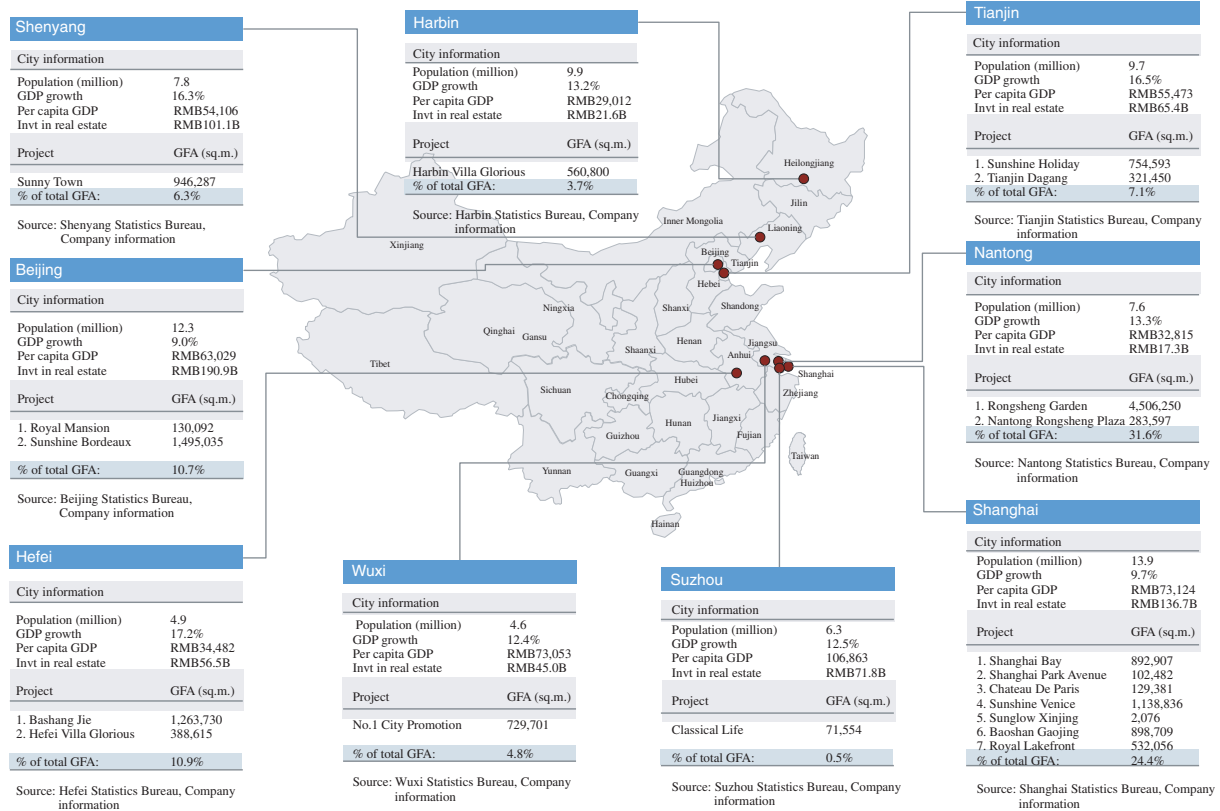 Shenyang
City information
Population (million) 7.8
GDP growth 16.3%
Per capita GDP RMB54,106
Invt in real estate RMB101.1B
Project GFA (sq.m.)
Sunny Town 946,287
% of total GFA: 6.3%
Source: Shenyang Statistics Bureau,
Company information
Harbin
City information
Population (million) 9.9
GDP growth 13.2%
Per capita GDP RMB29,012
Invt in real estate RMB21.6B
Project GFA (sq.m.)
Harbin Villa Glorious 560,800
% of total GFA: 3.7%
Source: Harbin Statistics Bureau, Company
information
Tianjin
City information
Population (million) 9.7
GDP growth 16.5%
Per capita GDP RMB55,473
Invt in real estate RMB65.4B
Project GFA (sq.m.)
1. Sunshine Holiday 754,593
2. Tianjin Dagang 321,450
% of total GFA: 7.1%
Source: Tianjin Statistics Bureau, Company
information
Beijing
City information
Population (million) 12.3
GDP growth 9.0%
Per capita GDP RMB63,029
Invt in real estate RMB190.9B
Project GFA (sq.m.)
1. Royal Mansion 130,092
2. Sunshine Bordeaux 1,495,035
% of total GFA: 10.7%
Source: Beijing Statistics Bureau,
Company information
Heilongjiang
Jilin
Inner Mongolia
Liaoning
Xinjiang
Beijing
Tianjin
Hebei
Ningxia
Shanxi
Shandong
Qinghai
Gansu
Henan
Jiangsu
Shaanxi
Anhui
Tibet
Hubei
Shanghai
Sichuan
Chongqing
Zhejiang
Hunan
Jiangxi
Guizhou
Fujian
Taiwan
Yunnan
Guangxi
Guangdong
Huizhou
Hainan
Nantong
City information
Population (million) 7.6
GDP growth 13.3%
Per capita GDP RMB32,815
Invt in real estate RMB17.3B
Project GFA (sq.m.)
1. Rongsheng Garden 4,506,250
2. Nantong Rongsheng Plaza 283,597
% of total GFA: 31.6%
Source: Nantong Statistics Bureau, Company
information
Hefei
City information
Population (million) 4.9
GDP growth 17.2%
Per capita GDP RMB34,482
Invt in real estate RMB56.5B
Project GFA (sq.m.)
1. Bashang Jie 1,263,730
2. Hefei Villa Glorious 388,615
% of total GFA: 10.9%
Source: Hefei Statistics Bureau, Company
information
Wuxi
City information
Population (million) 4.6
GDP growth 12.4%
Per capita GDP RMB73,053
Invt in real estate RMB45.0B
Project GFA (sq.m.)
No.1 City Promotion 729,701
% of total GFA: 4.8%
Source: Wuxi Statistics Bureau, Company
information
Suzhou
City information
Population (million) 6.3
GDP growth 12.5%
Per capita GDP 106,863
Invt in real estate RMB71.8B
Project GFA (sq.m.)
Classical Life 71,554
% of total GFA: 0.5%
Source: Suzhou Statistics Bureau, Company
information
Shanghai
City information
Population (million) 13.9
GDP growth 9.7%
Per capita GDP RMB73,124
Invt in real estate RMB136.7B
Project GFA (sq.m.)
1. Shanghai Bay 892,907
2. Shanghai Park Avenue 102,482
3. Chateau De Paris 129,381
4. Sunshine Venice 1,138,836
5. Sunglow Xinjing 2,076
6. Baoshan Gaojing 898,709
7. Royal Lakefront 532,056
% of total GFA: 24.4%
Source: Shanghai Statistics Bureau, Company
information